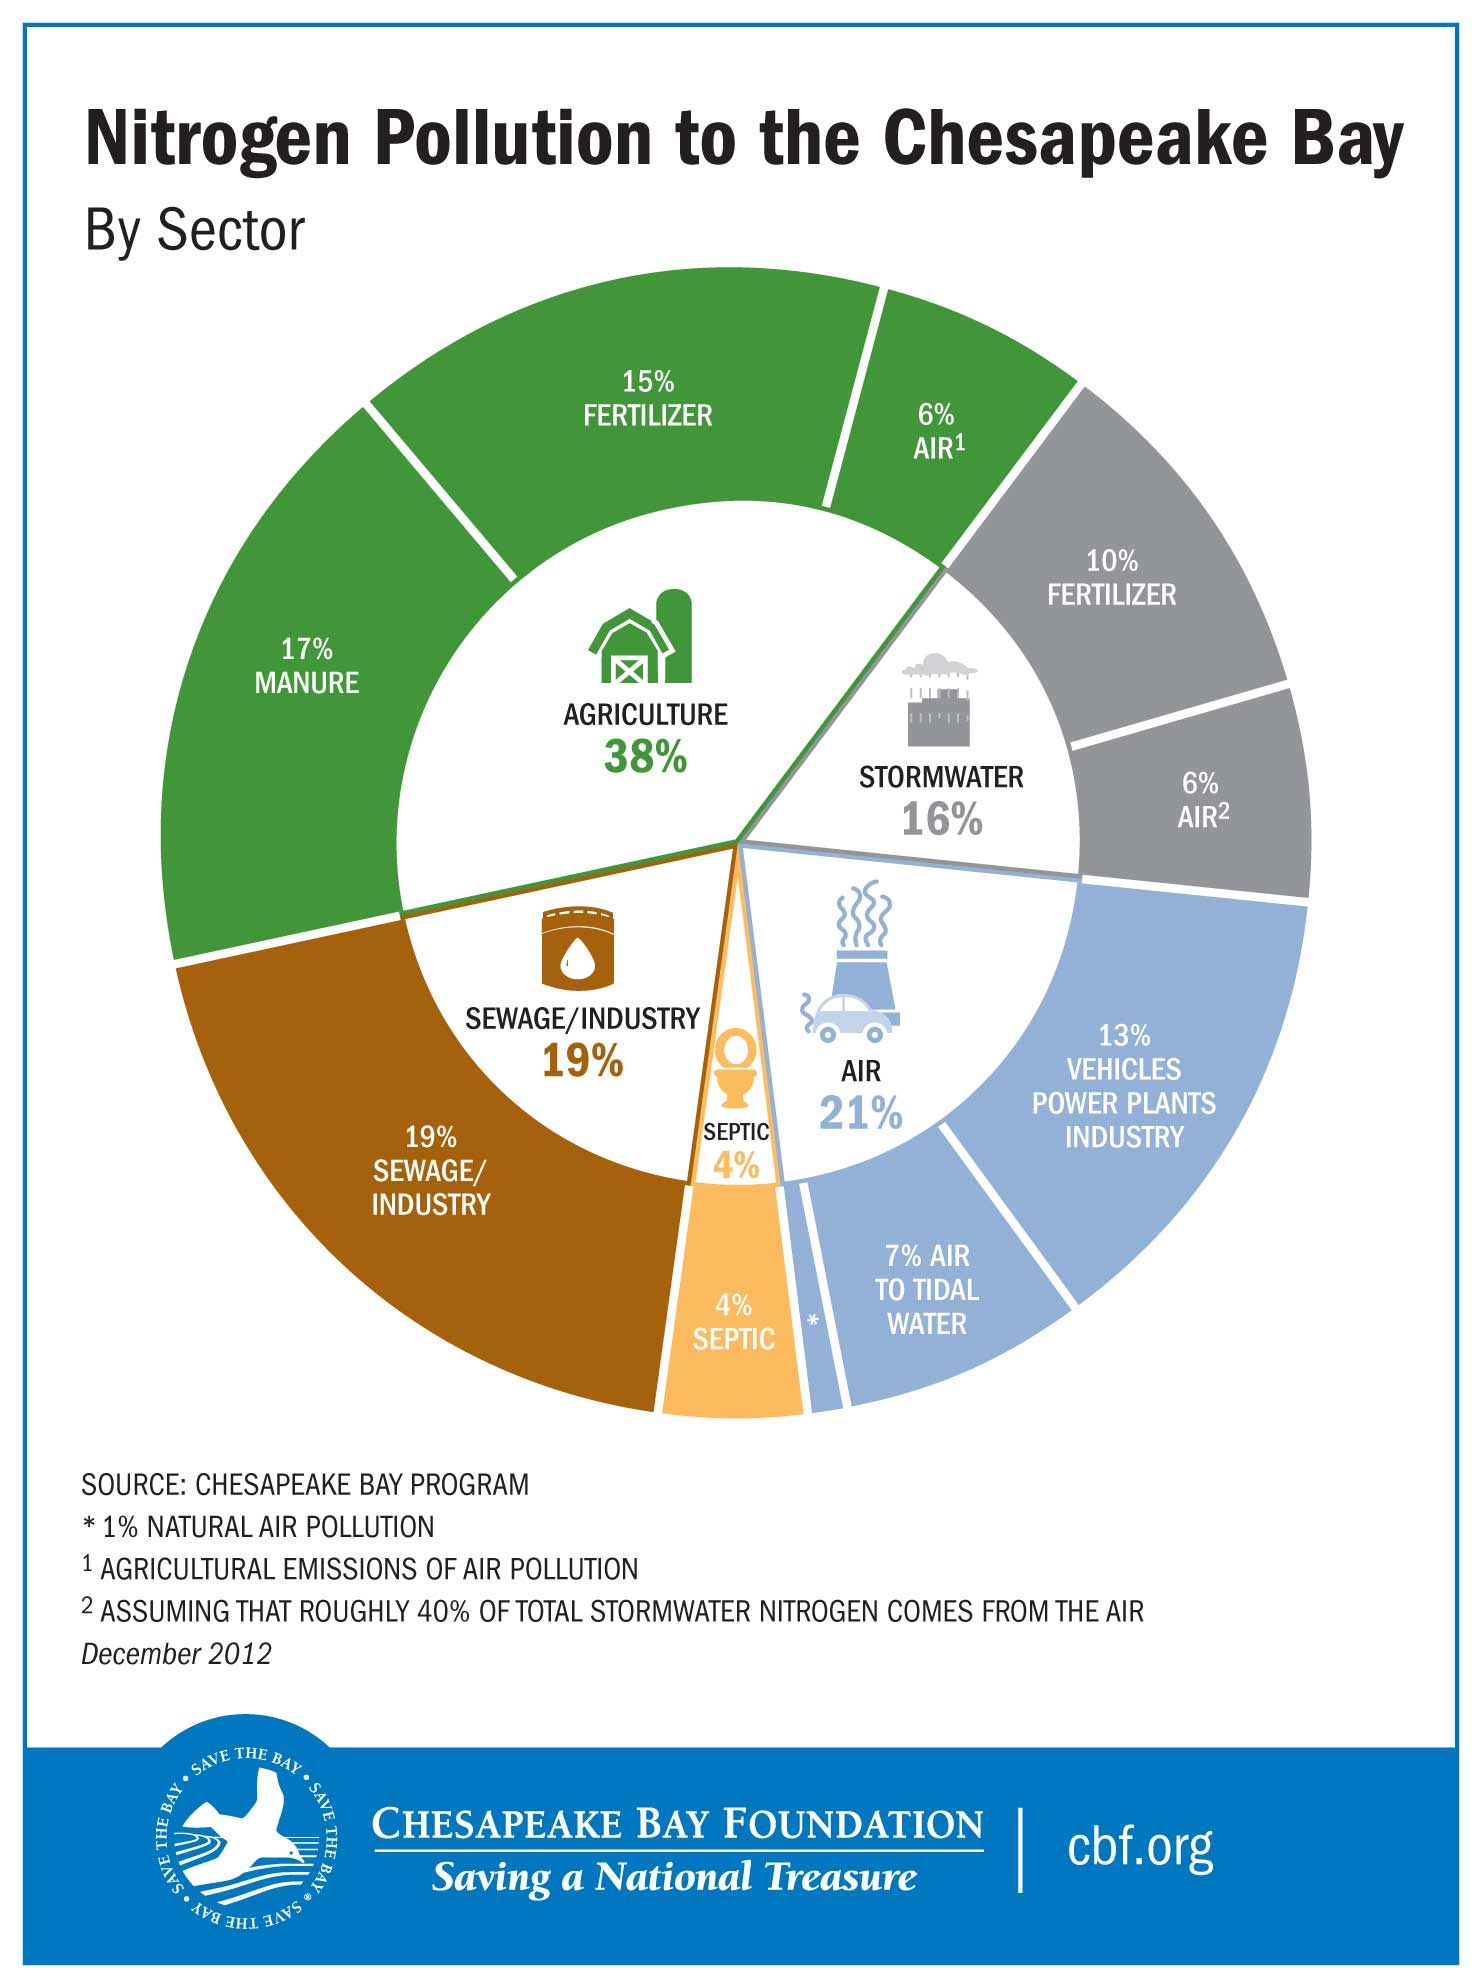 Nitrogen Pollution to the Chesapeake Bay
By Sector
15%
FERTILIZER
6%
AIR¹
17%
MANURE
AGRICULTURE
38%
10%
FERTILIZER
6%
AIR²
STORMWATER
16%
SEWAGE/INDUSTRY
19%
19%
SEWAGE/
INDUSTRY
SEPTIC
4%
4%
SEPTIC
AIR
21%
13%
VEHICLES
POWER PLANTS
INDUSTRY
7% AIR
TO TIDAL
WATER
*
SOURCE: CHESAPEAKE BAY PROGRAM
* 1% NATURAL AIR POLLUTION
¹ AGRICULTURAL EMISSIONS OF AIR POLLUTION
² ASSUMING THAT ROUGHLY 40% OF TOTAL STORMWATER NITROGEN COMES FROM THE AIR
December 2012
SAVE THE BAY • SAVE THE BAY® • SAVE THE BAY • SAVE THE BAY •
CHESAPEAKE BAY FOUNDATION
Saving a National Treasure
cbf.org